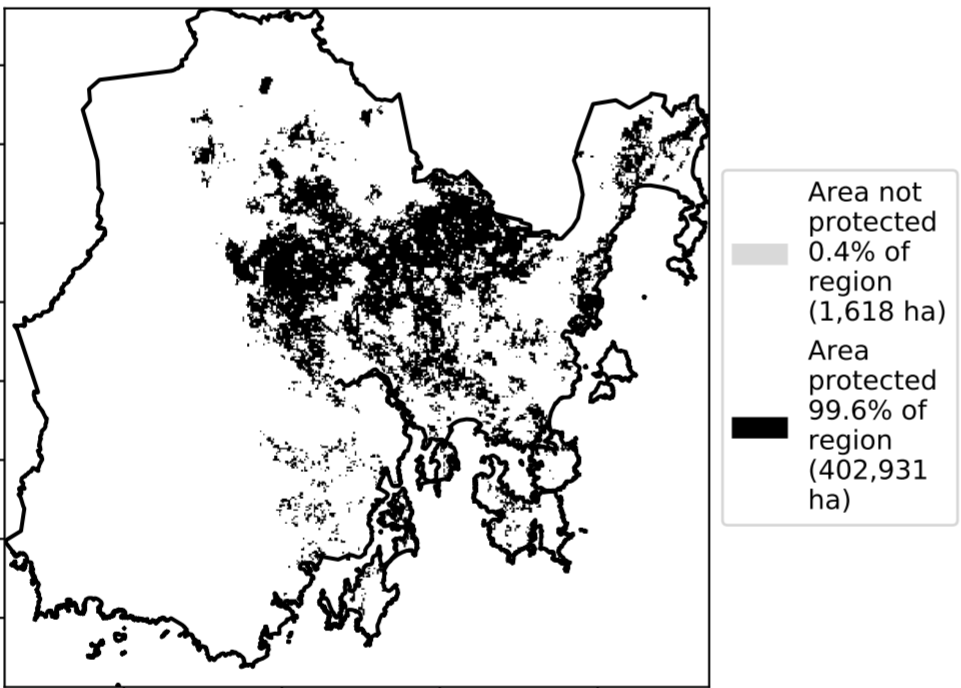 Area not
protected
0.4% of
region
(1,618 ha)
Area
protected
99.6% of
region
(402,931
ha)